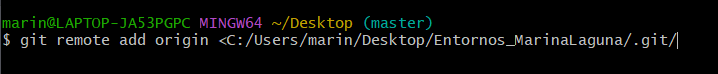 marin@LAPTOP-JA53PGPC MINGW64 ~/Desktop (master)
$ git remote add origin <C:/Users/marin/Desktop/Entornos_MarinaLaguna/.git/